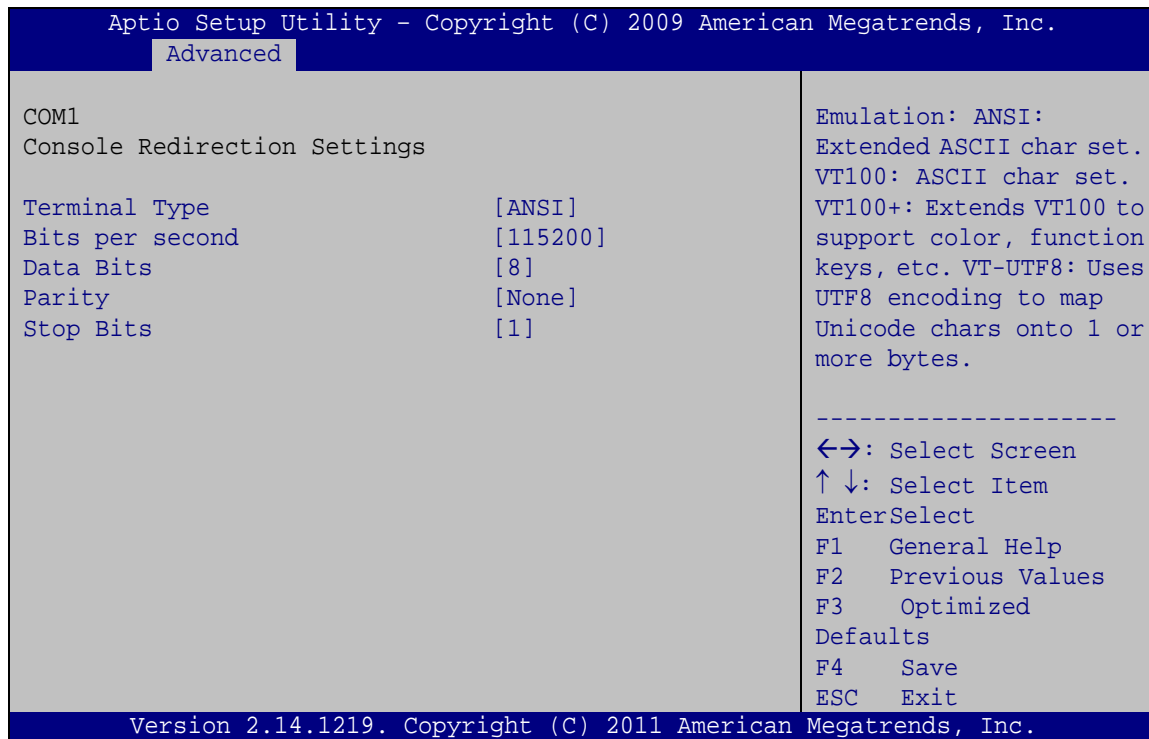 Aptio Setup Utility – Copyright (C) 2009 American Megatrends, Inc.
Advanced
COM1
Console Redirection Settings
Terminal Type [ANSI]
Bits per second [115200]
Data Bits [8]
Parity [None]
Stop Bits [1]
Emulation: ANSI:
Extended ASCII char set.
VT100: ASCII char set.
VT100+: Extends VT100 to
support color, function
keys, etc. VT-UTF8: Uses
UTF8 encoding to map
Unicode chars onto 1 or
more bytes.
---------------------
←→: Select Screen
↑ ↓: Select Item
EnterSelect
F1 General Help
F2 Previous Values
F3 Optimized
Defaults
F4 Save
ESC Exit
Version 2.14.1219. Copyright (C) 2011 American Megatrends, Inc.